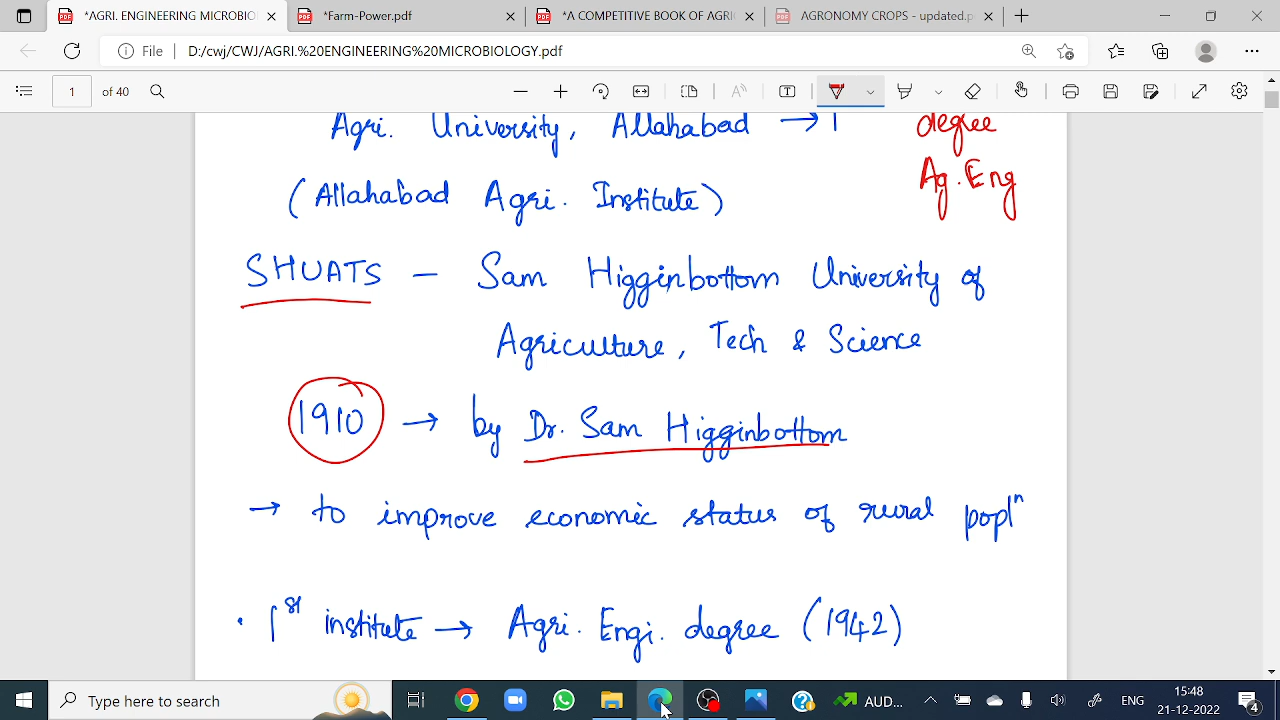 *AGRI. ENGINEERING MICROBIO
*Farm-Power.pdf
*A COMPETITIVE BOOK OF AGRI
AGRONOMY CROPS - updated.p
File | D:/cwj/CWJ/AGRI.%20ENGINEERING%20MICROBIOLOGY.pdf
1 of 40
Agri. University, Allahabad → 1
degree
(Allahabad Agri. Institute)
Ag. Eng
SHUATS - Sam Higginbottom University of
Agriculture, Tech & Science
1910 → by Dr. Sam Higginbottom
→ to improve economic status of rural popln
. 1st institute → Agri. Engi. degree (1942)
Type here to search
AUD...
ENG
15:48
21-12-2022
4